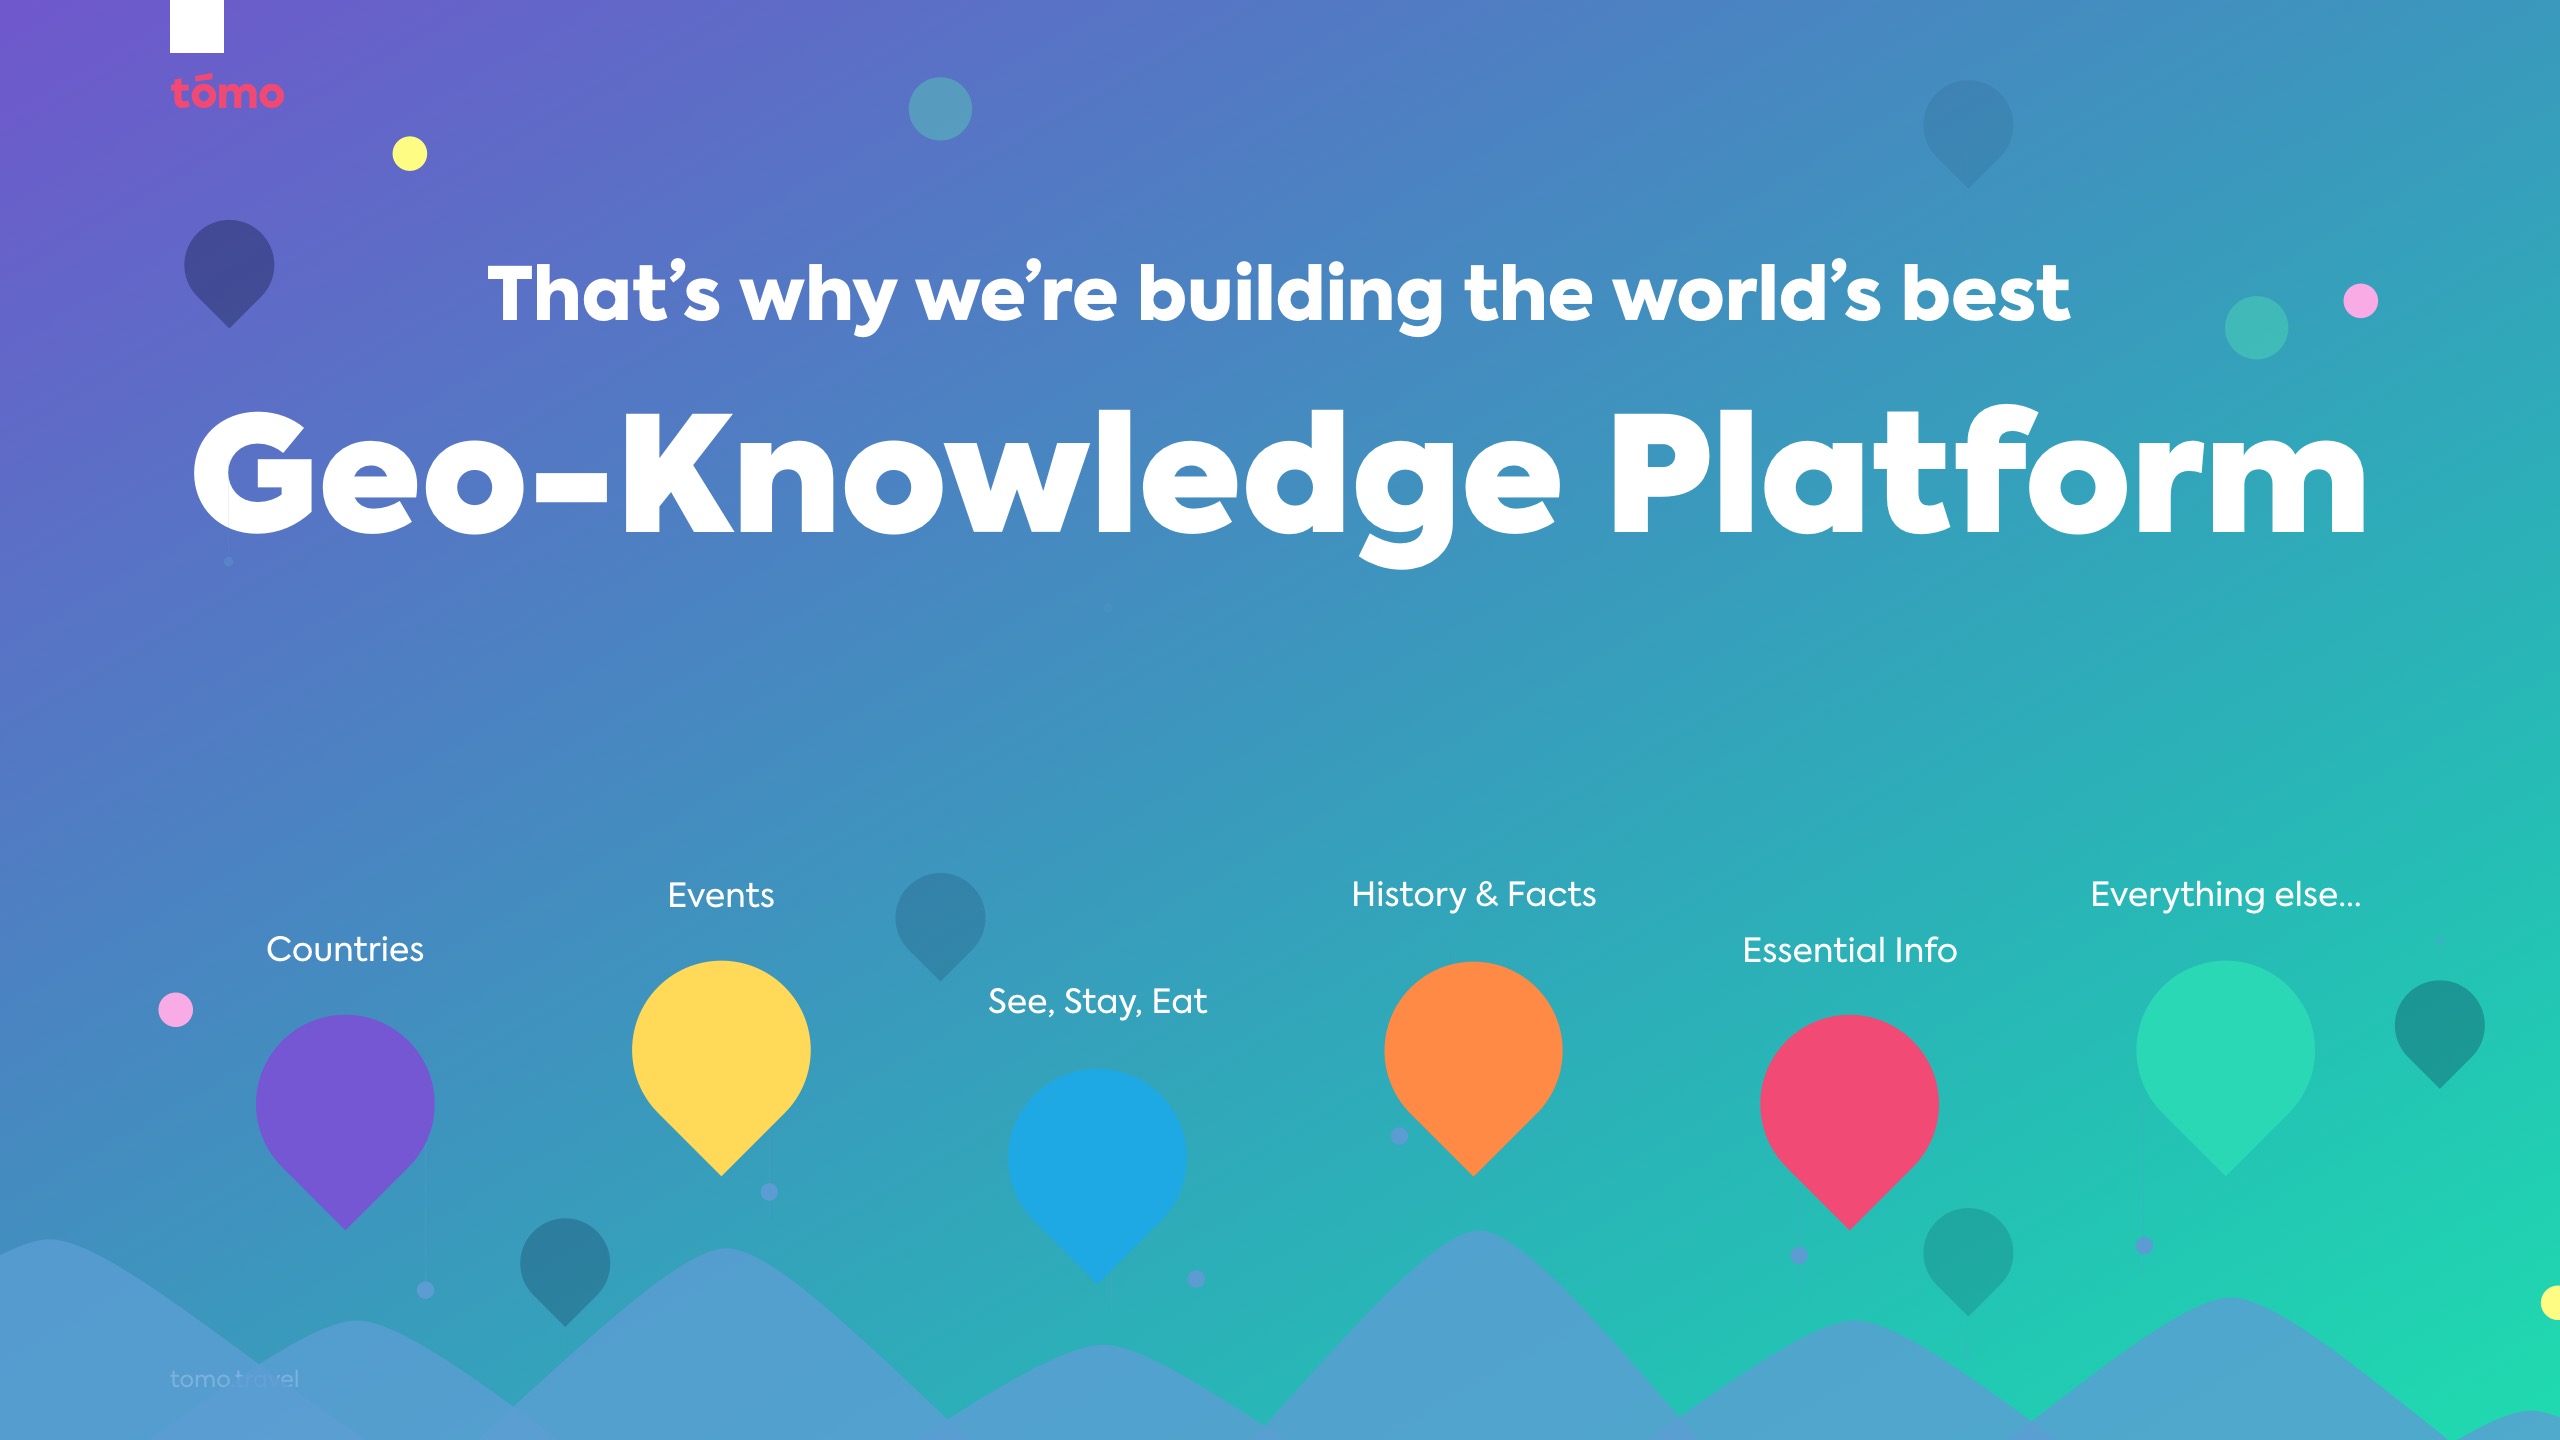 tōmo
That’s why we’re building the world’s best
Geo-Knowledge Platform
Countries
Events
See, Stay, Eat
History & Facts
Essential Info
Everything else...
tomo.travel